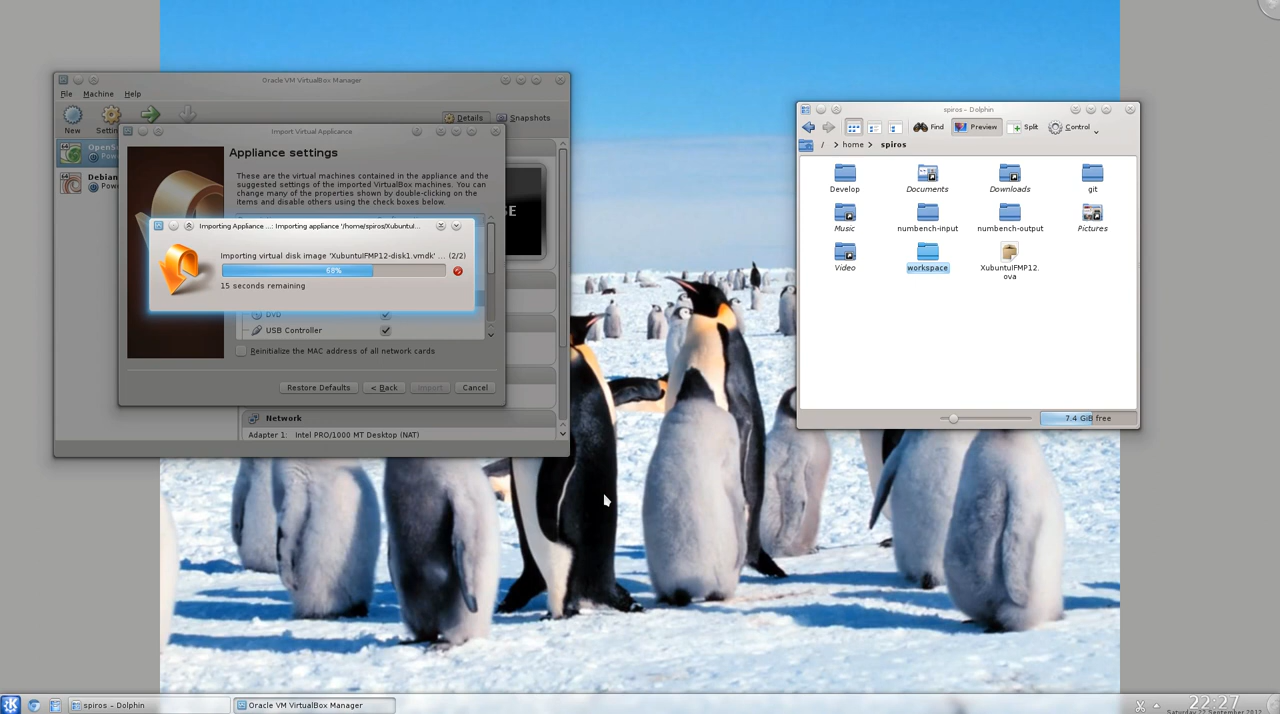 Oracle VM VirtualBox Manager
File Machine Help
New
Details
Snapshots
Import Virtual Appliance
Appliance settings
These are the virtual machines contained in the appliance and the
suggested settings of the imported VirtualBox machines. You can
change many of the properties shown by double-clicking on the
items and disable others using the check boxes below.
Importing Appliance ...: Importing appliance '/home/spiros/Xubuntul...
Importing virtual disk image 'XubuntuIFMP12-disk1.vmdk' ... (2/2)
68%
15 seconds remaining
DVD
USB Controller
Reinitialize the MAC address of all network cards
Restore Defaults
< Back
Import
Cancel
Network
Adapter 1: Intel PRO/1000 MT Desktop (NAT)
spiros – Dolphin
Find
Preview
Split
Control
/ > home > spiros
Develop
Documents
Downloads
git
Music
numbench-input
numbench-output
Pictures
Video
workspace
XubuntuIFMP12.
ova
7.4 GiB free
spiros – Dolphin
Oracle VM VirtualBox Manager
22:27